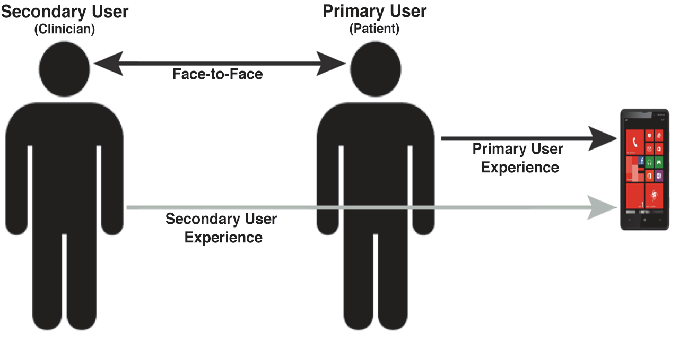 Secondary User
(Clinician)
Primary User
(Patient)
Face-to-Face
Primary User
Experience
Secondary User
Experience